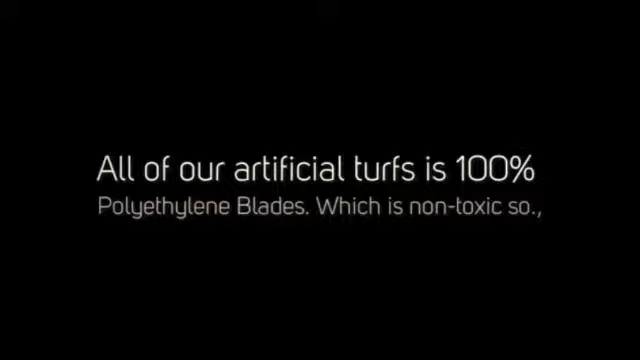 All of our artificial turfs is 100%
Polyethylene Blades. Which is non-toxic so.,